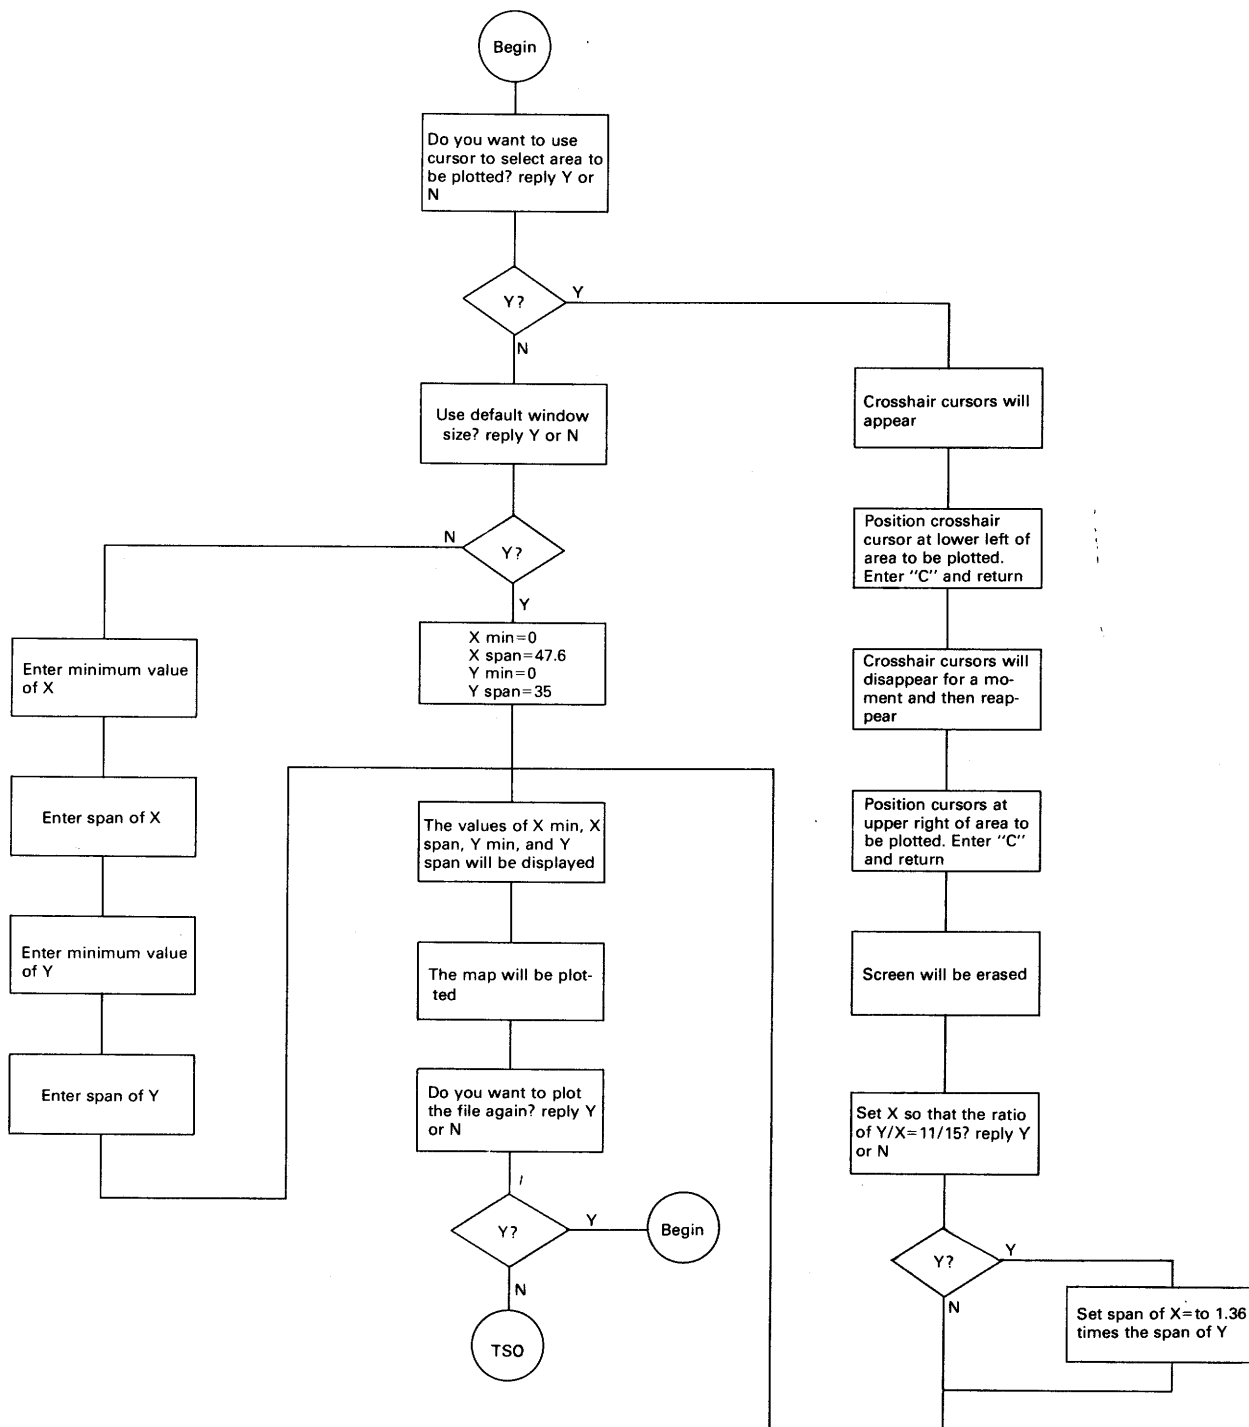 Begin
Do you want to use
cursor to select area to
be plotted? reply Y or
N
Y?
Y
N
Use default window
size? reply Y or N
Y?
N
Y
X min=0
X span=47.6
Y min=0
Y span=35
Enter minimum value
of X
Enter span of X
Enter minimum value
of Y
Enter span of Y
The values of X min, X
span, Y min, and Y
span will be displayed
The map will be plot-
ted
Do you want to plot
the file again? reply Y
or N
Y?
Y
Begin
N
TSO
Crosshair cursors will
appear
Position crosshair
cursor at lower left of
area to be plotted.
Enter "C" and return
Crosshair cursors will
disappear for a mo-
ment and then reap-
pear
Position cursors at
upper right of area to
be plotted. Enter "C"
and return
Screen will be erased
Set X so that the ratio
of Y/X=11/15? reply Y
or N
Y?
Y
N
Set span of X=to 1.36
times the span of Y